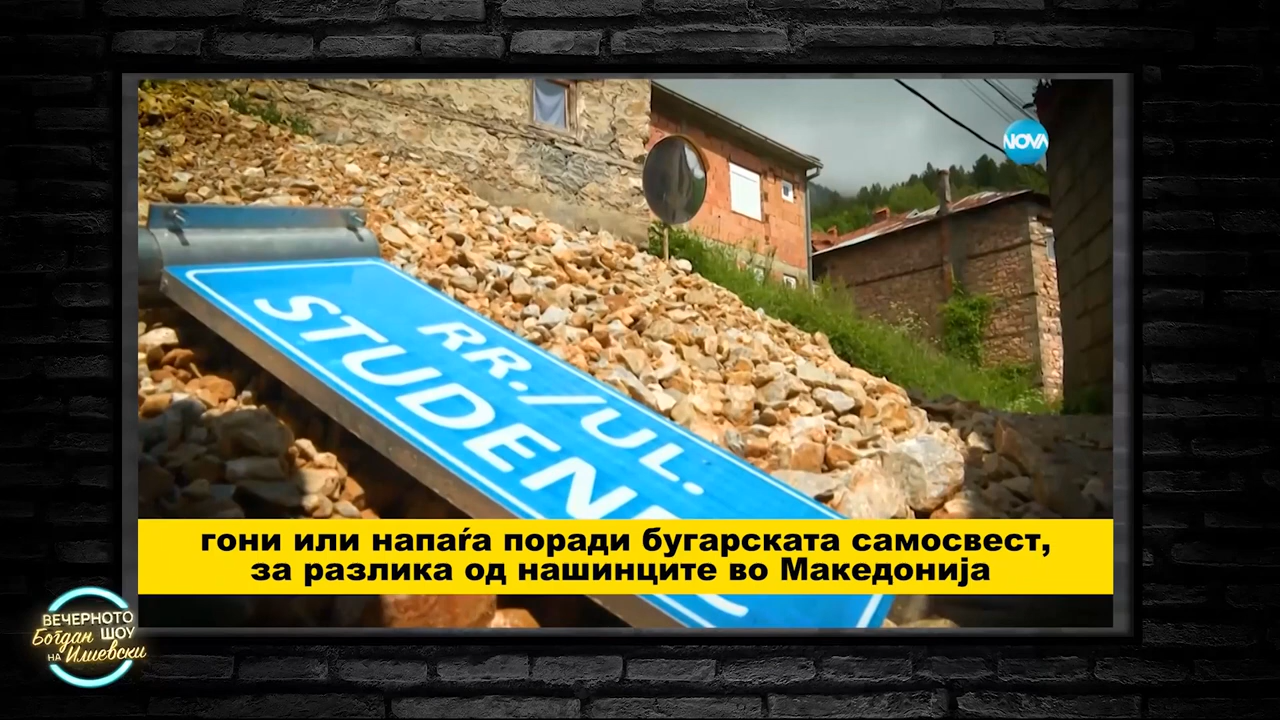 NOVA
RR./UL.
гони или напаѓа поради бугарската самосвест,
за разлика од нашинците во Македонија
ВЕЧЕРНОТО
Богдан ШОУ
НА Илиевски